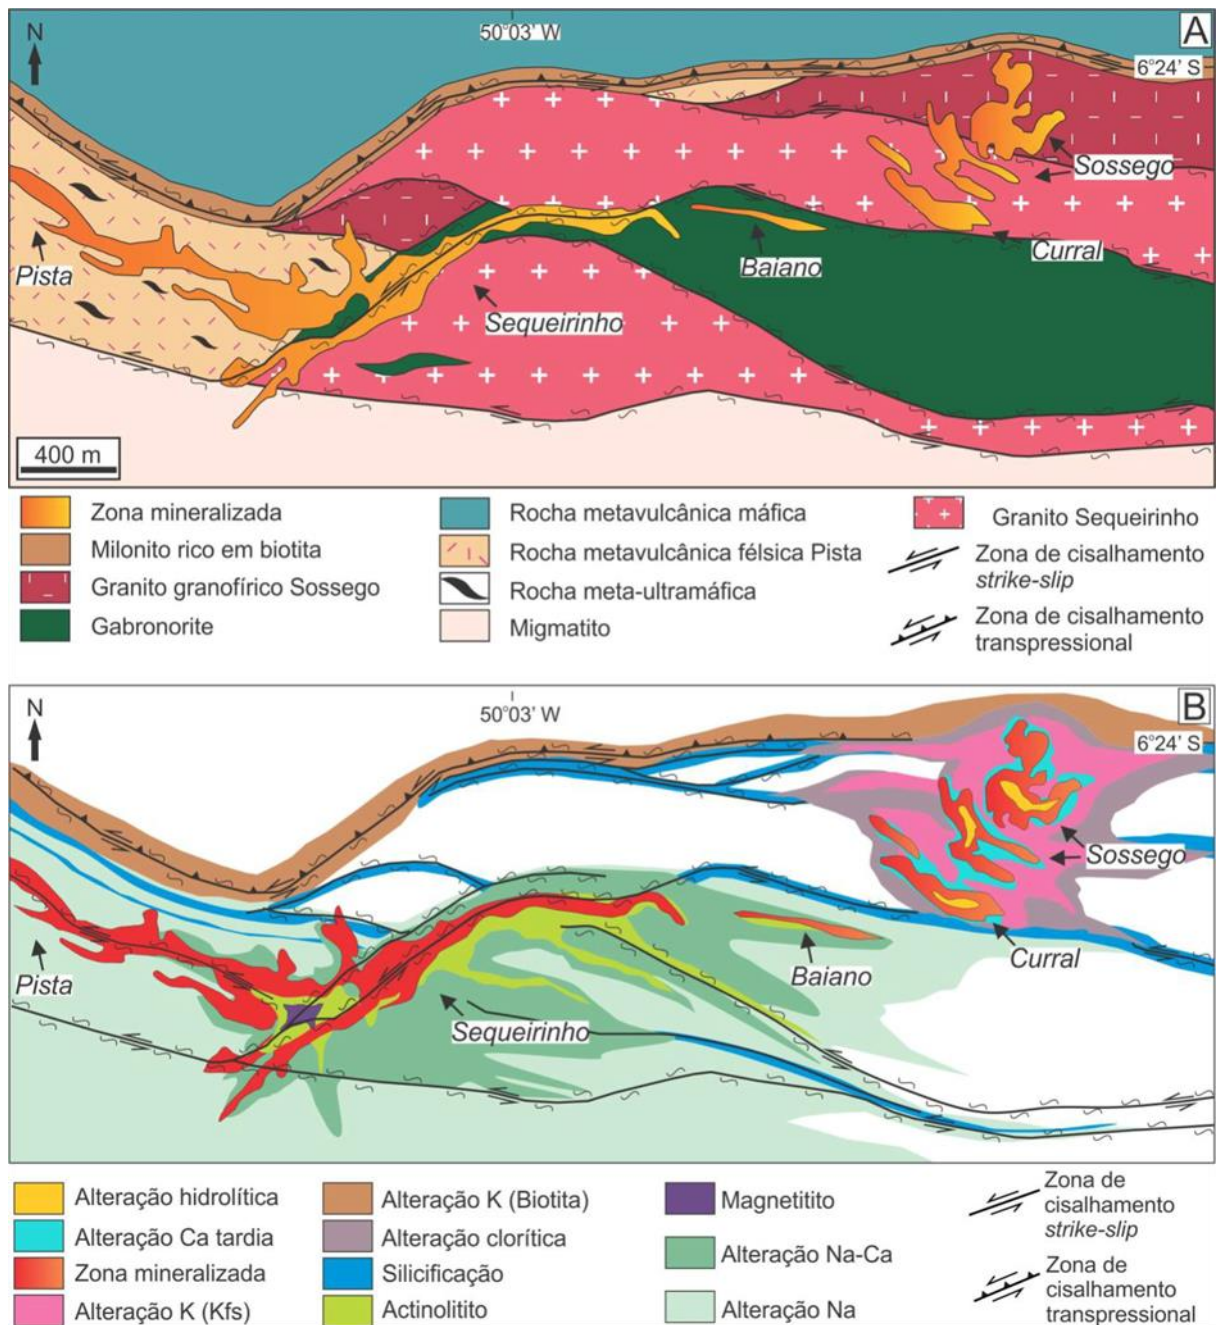 N
50°03' W
A
6°24' S
Sossego
Pista
Baiano
Curral
Sequeirinho
400 m
Zona mineralizada
Milonito rico em biotita
Granito granofírico Sossego
Gabronorite
Rocha metavulcânica máfica
Rocha metavulcânica félsica Pista
Rocha meta-ultramáfica
Migmatito
Granito Sequeirinho
Zona de cisalhamento
strike-slip
Zona de cisalhamento
transpressional
N
50°03' W
B
6°24' S
Sossego
Pista
Baiano
Curral
Sequeirinho
Alteração hidrolítica
Alteração Ca tardia
Zona mineralizada
Alteração K (Kfs)
Alteração K (Biotita)
Alteração clorítica
Silicificação
Actinolitito
Magnetitito
Alteração Na-Ca
Alteração Na
Zona de
cisalhamento
strike-slip
Zona de
cisalhamento
transpressional